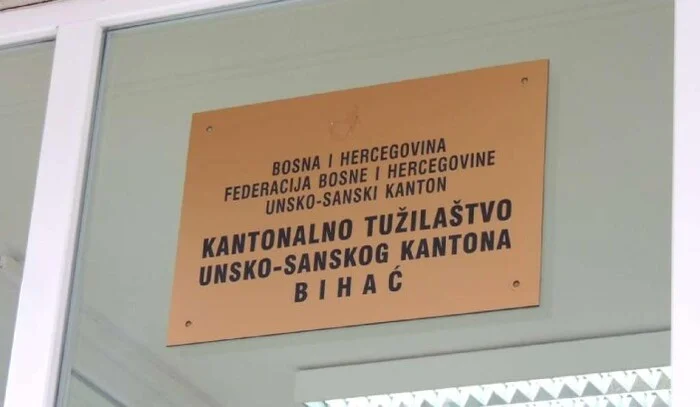 BOSNA I HERCEGOVINA
FEDERACIJA BOSNE I HERCEGOVINE
UNSKO-SANSKI KANTON
KANTONALNO TUŽILAŠTVO
UNSKO-SANSKOG KANTONA
BIHAĆ